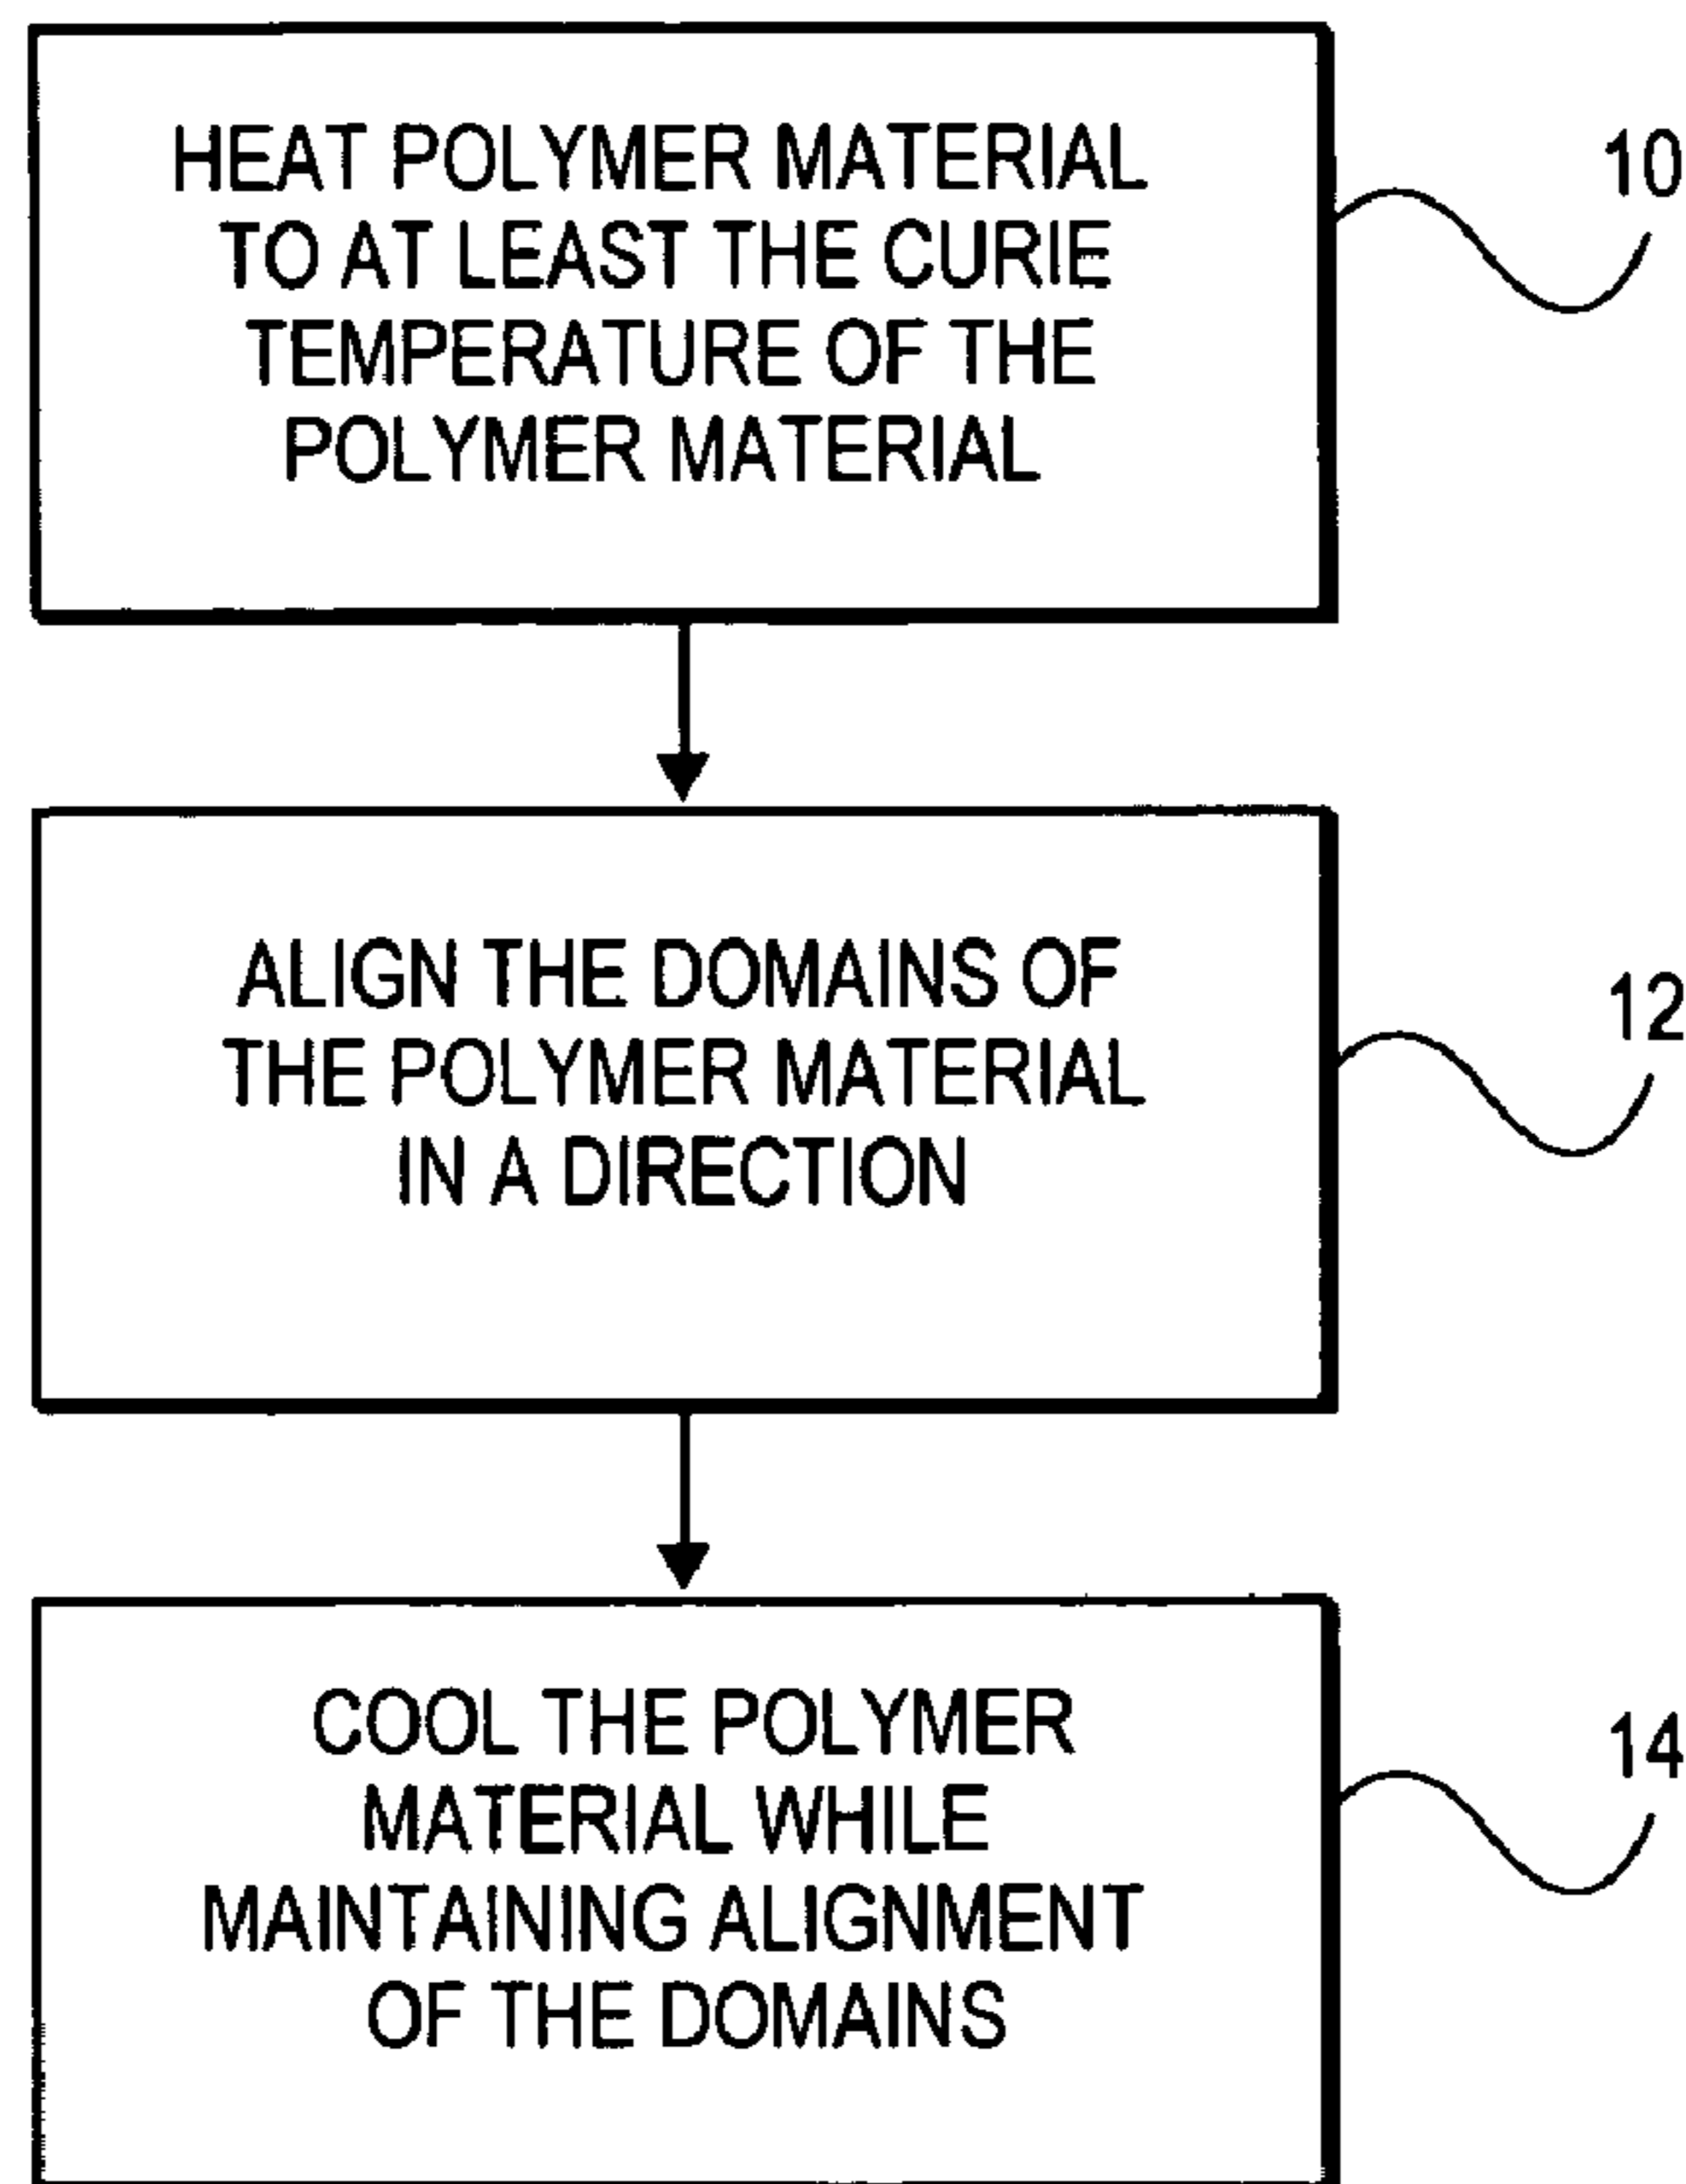 HEAT POLYMER MATERIAL
TO AT LEAST THE CURIE
TEMPERATURE OF THE
POLYMER MATERIAL
10
ALIGN THE DOMAINS OF
THE POLYMER MATERIAL
IN A DIRECTION
12
COOL THE POLYMER
MATERIAL WHILE
MAINTAINING ALIGNMENT
OF THE DOMAINS
14